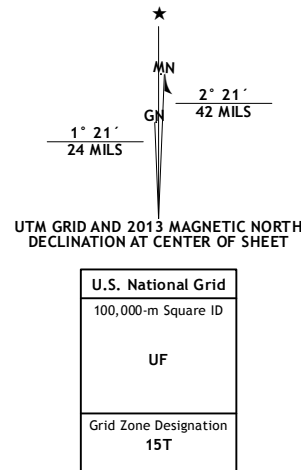 ★
MN
GN
2° 21´
42 MILS
1° 21´
24 MILS
UTM GRID AND 2013 MAGNETIC NORTH
DECLINATION AT CENTER OF SHEET
U.S. National Grid
100,000-m Square ID
UF
Grid Zone Designation
15T